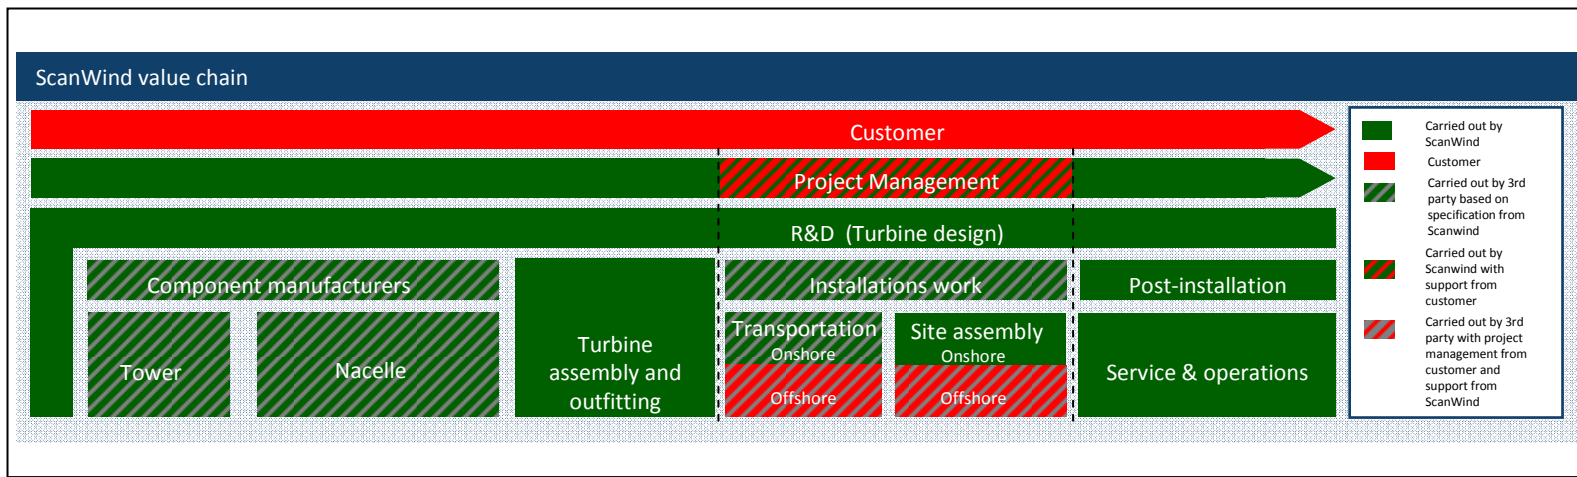 ScanWind value chain
Customer
Project Management
R&D  (Turbine design)
Component manufacturers
Installations work
Post-installation
Tower
Nacelle
Turbine
assembly and
outfitting
Transportation
Onshore
Offshore
Site assembly
Onshore
Offshore
Service & operations
Carried out by
ScanWind
Customer
Carried out by 3rd
party based on
specification from
Scanwind
Carried out by
Scanwind with
support from
customer
Carried out by 3rd
party with project
management from
customer and
support from
ScanWind